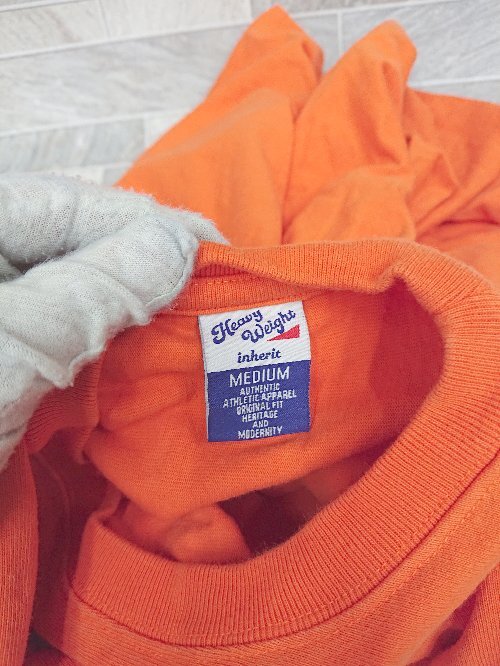 Heavy
Weight
inherit
MEDIUM
AUTHENTIC
ATHLETIC APPAREL
ORIGINAL FIT
HERITAGE
AND
MODERNITY